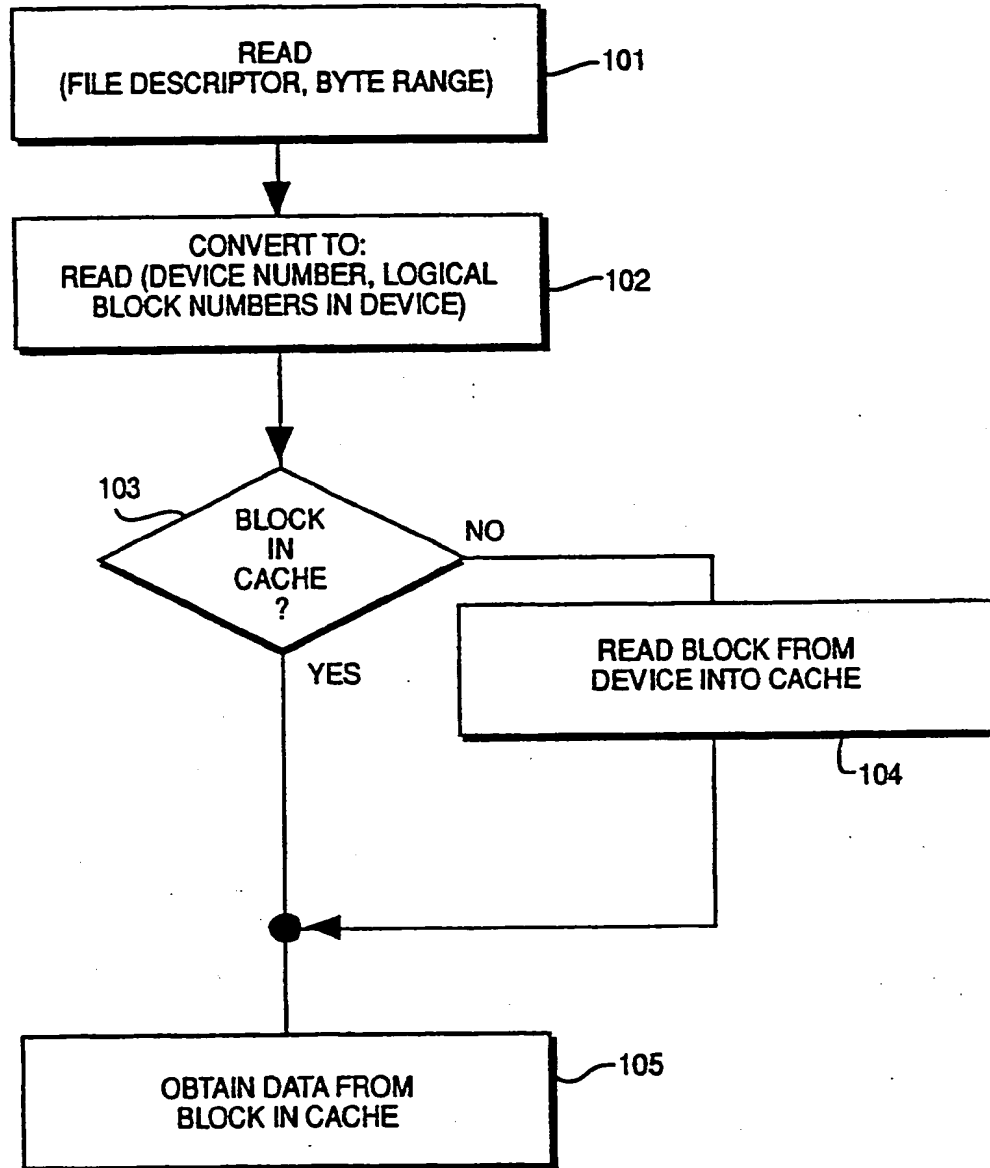 READ
(FILE DESCRIPTOR, BYTE RANGE)
101
CONVERT TO:
READ (DEVICE NUMBER, LOGICAL
BLOCK NUMBERS IN DEVICE)
102
103
BLOCK
IN
CACHE
?
NO
YES
READ BLOCK FROM
DEVICE INTO CACHE
104
OBTAIN DATA FROM
BLOCK IN CACHE
105